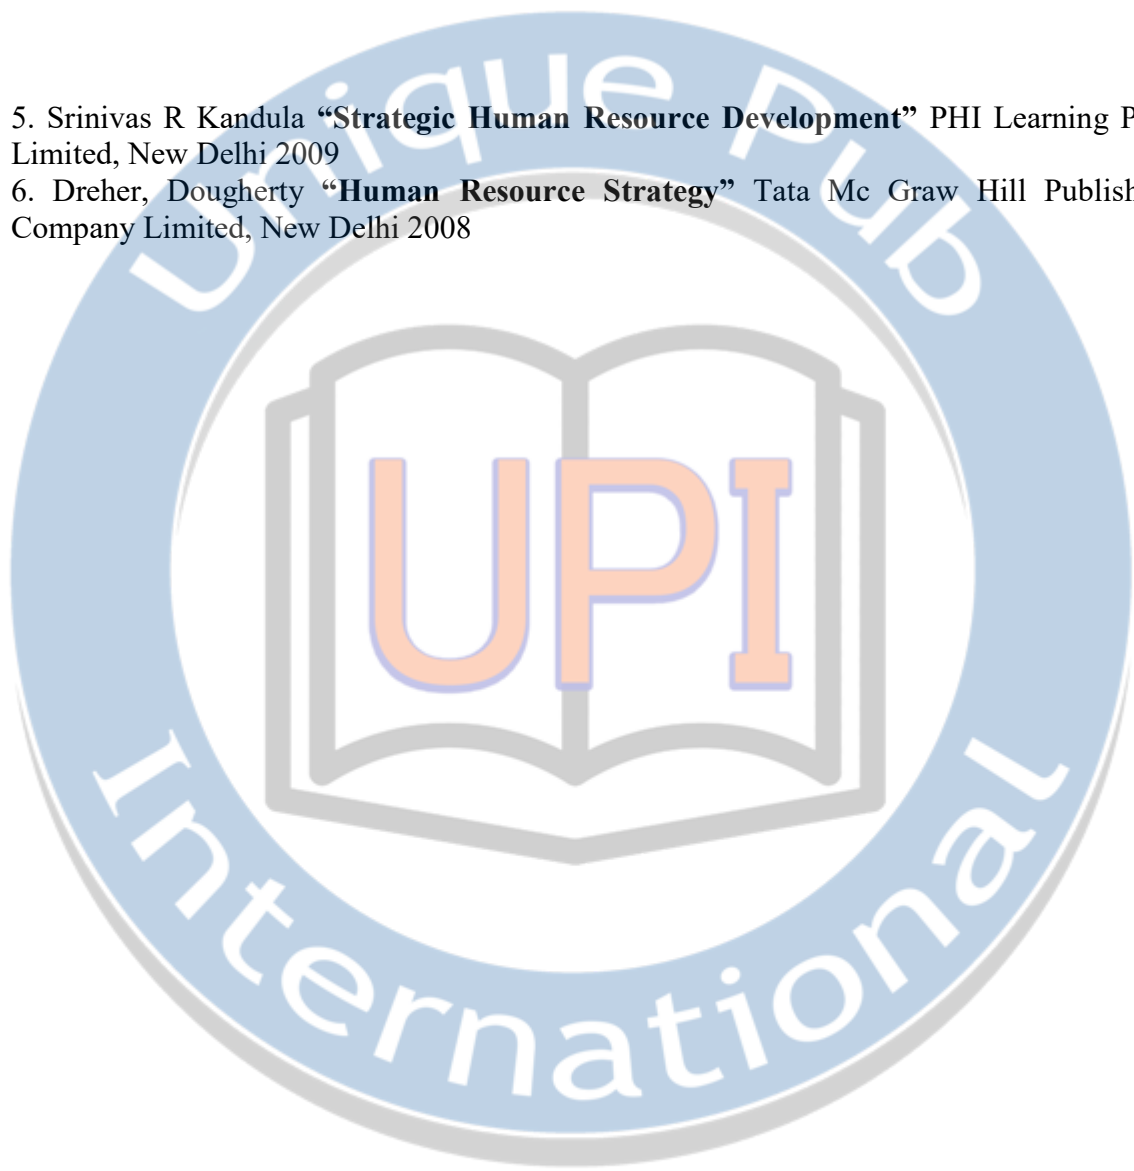 5. Srinivas R Kandula “Strategic Human Resource Development” PHI Learning P
Limited, New Delhi 2009
6. Dreher, Dougherty “Human Resource Strategy” Tata Mc Graw Hill Publish
Company Limited, New Delhi 2008
Unique Pub
UPI
International